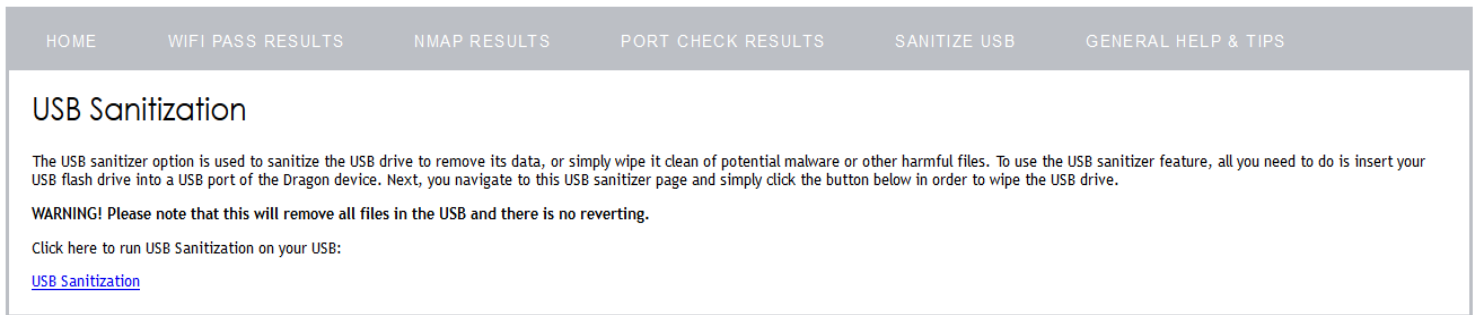 HOME WIFI PASS RESULTS NMAP RESULTS PORT CHECK RESULTS SANITIZE USB GENERAL HELP & TIPS
USB Sanitization
The USB sanitizer option is used to sanitize the USB drive to remove its data, or simply wipe it clean of potential malware or other harmful files. To use the USB sanitizer feature, all you need to do is insert your
USB flash drive into a USB port of the Dragon device. Next, you navigate to this USB sanitizer page and simply click the button below in order to wipe the USB drive.
WARNING! Please note that this will remove all files in the USB and there is no reverting.
Click here to run USB Sanitization on your USB:
USB Sanitization